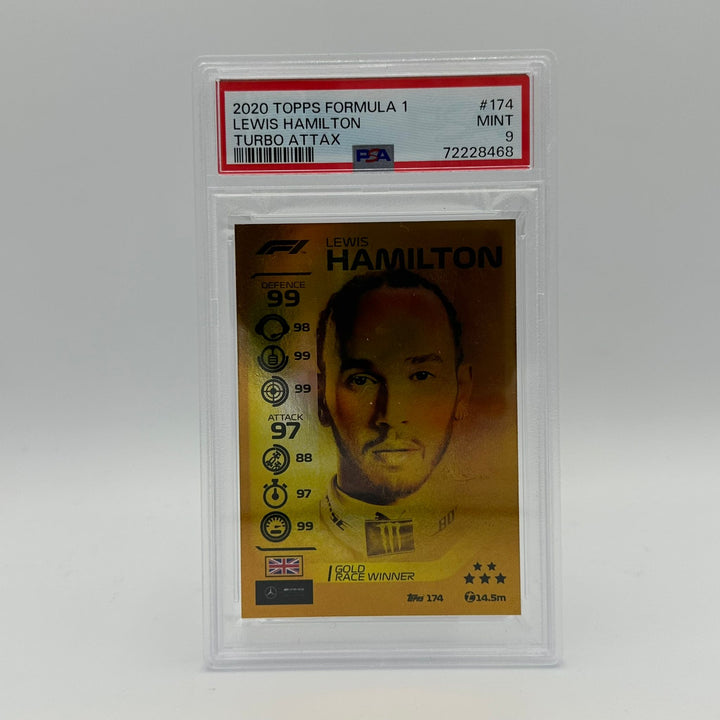 2020 TOPPS FORMULA 1 #174
LEWIS HAMILTON MINT
TURBO ATTAX 9
PSA 72228468
F1
LEWIS
HAMILTON
DEFENCE
99
98
99
99
ATTACK
97
88
97
99
GOLD
RACE WINNER
Topps 174
14.5m